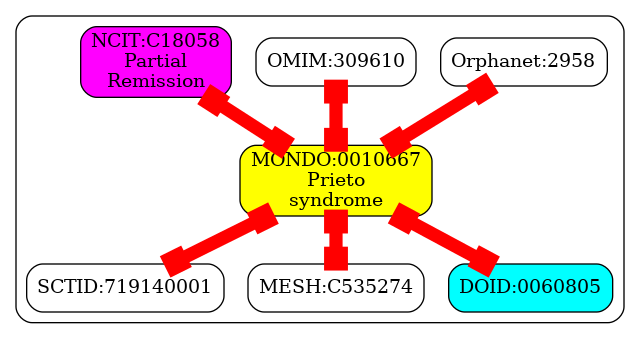 NCIT:C18058
Partial
Remission
OMIM:309610
Orphanet:2958
MONDO:0010667
Prieto
syndrome
SCTID:719140001
MESH:C535274
DOID:0060805